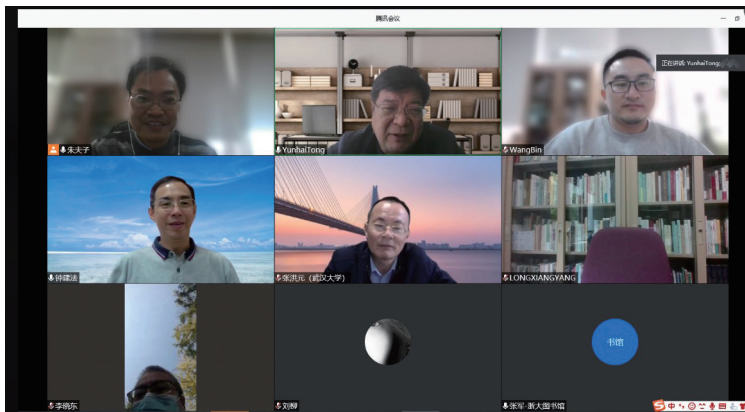 腾讯会议
正在讲话: YunhaiTong;
朱夫子
YunhaiTong
WangBin
钟建法
张洪元（武汉大学）
LONGXIANGYANG
书馆
李晓东
刘柳
张军-浙大图书馆
中